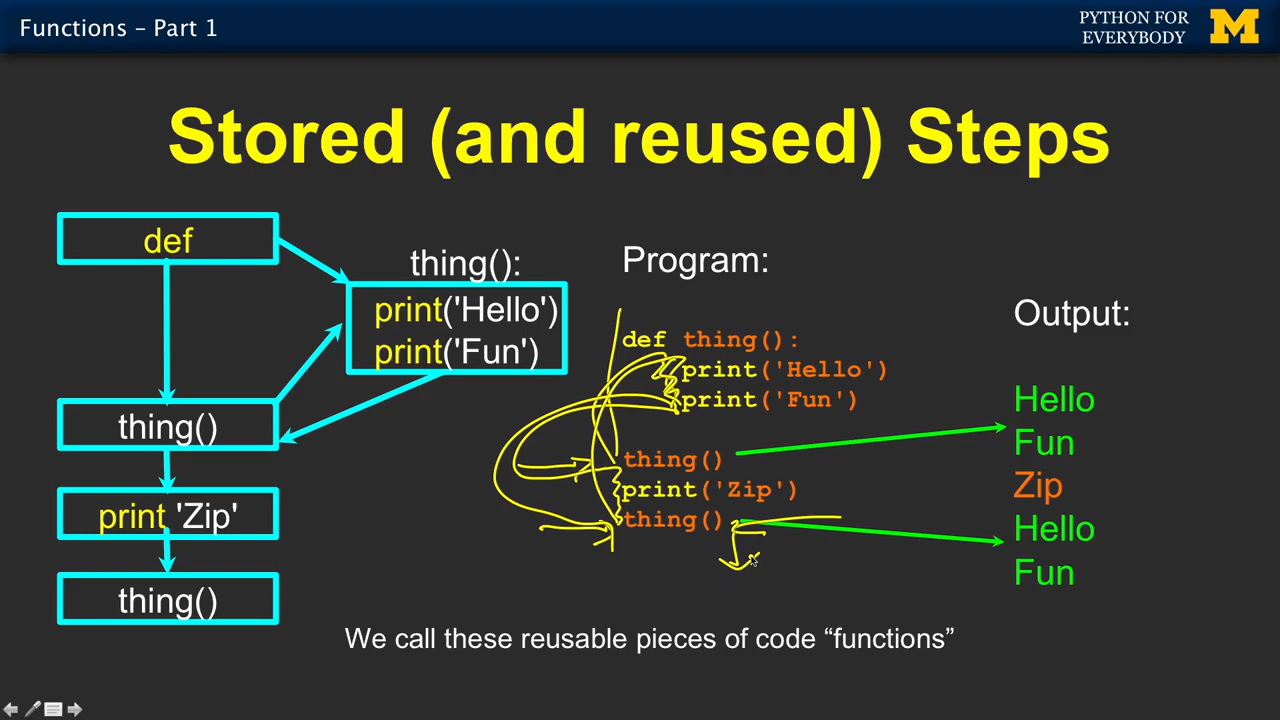 Functions – Part 1
PYTHON FOR
EVERYBODY
M
Stored (and reused) Steps
def
thing():
print('Hello')
print('Fun')
thing()
print 'Zip'
thing()
Program:
def thing():
print('Hello')
print('Fun')
thing()
print('Zip')
thing()
Output:
Hello
Fun
Zip
Hello
Fun
We call these reusable pieces of code “functions”